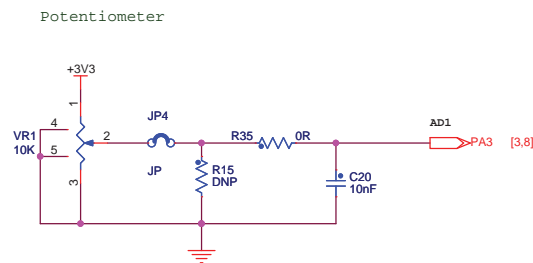 Potentiometer
+3V3
1
4
VR1
10K
5
2
3
JP4
JP
R35 0R
R15
DNP
C20
10nF
AD1
PA3 [3,8]